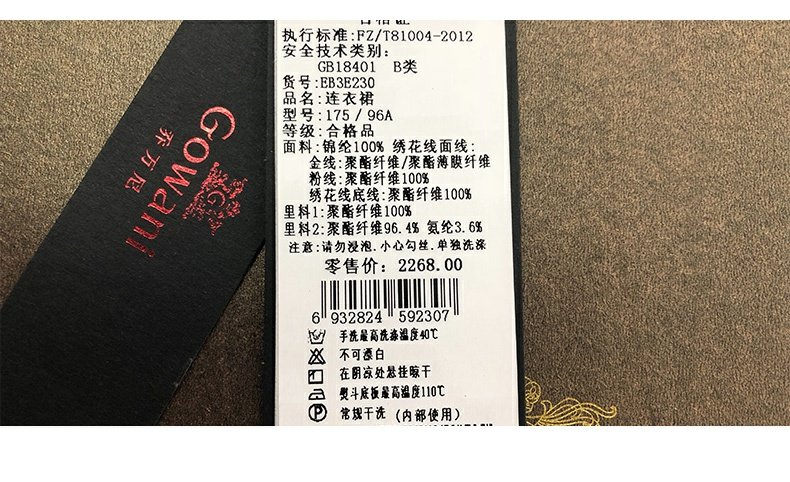 合格证
执行标准:FZ/T81004-2012
安全技术类别:
GB18401 B类
货号:EB3E230
品名:连衣裙
型号:175/96A
等级:合格品
面料:锦纶100% 绣花线面线:
金线:聚酯纤维/聚酯薄膜纤维
粉线:聚酯纤维100%
绣花线底线:聚酯纤维100%
里料1:聚酯纤维100%
里料2:聚酯纤维96.4% 氨纶3.6%
注意:请勿浸泡.小心勾丝.单独洗涤
零售价: 2268.00
6 932824 592307
手洗最高洗涤温度40℃
不可漂白
在阴凉处悬挂晾干
熨斗底板最高温度110℃
常规干洗 (内部使用)
Gowani
乔万尼